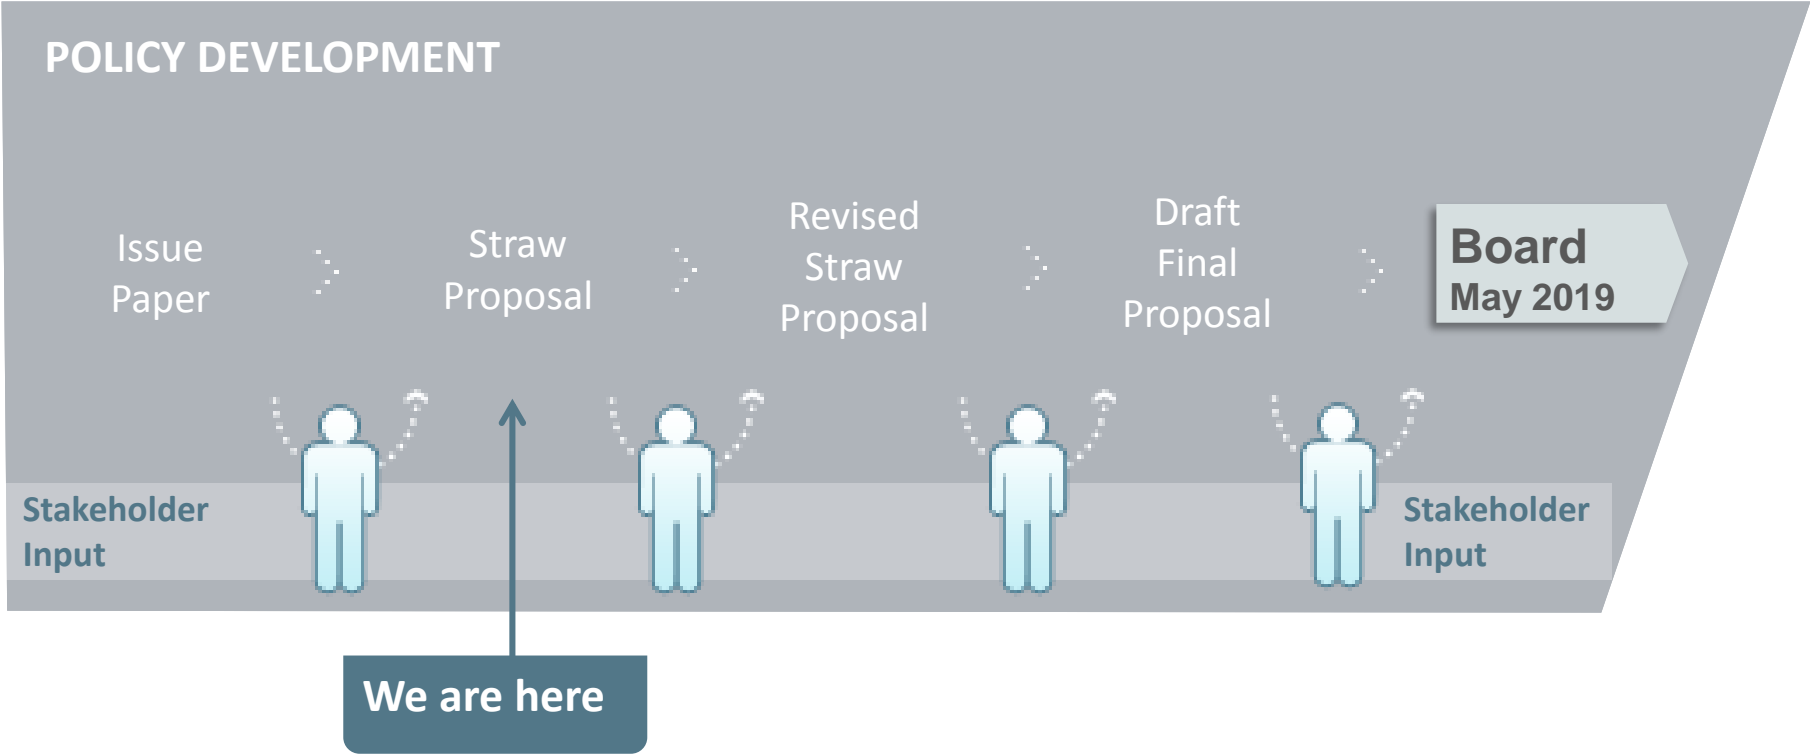 POLICY DEVELOPMENT
Issue
Paper
Straw
Proposal
Revised
Straw
Proposal
Draft
Final
Proposal
Board
May 2019
Stakeholder
Input
Stakeholder
Input
We are here